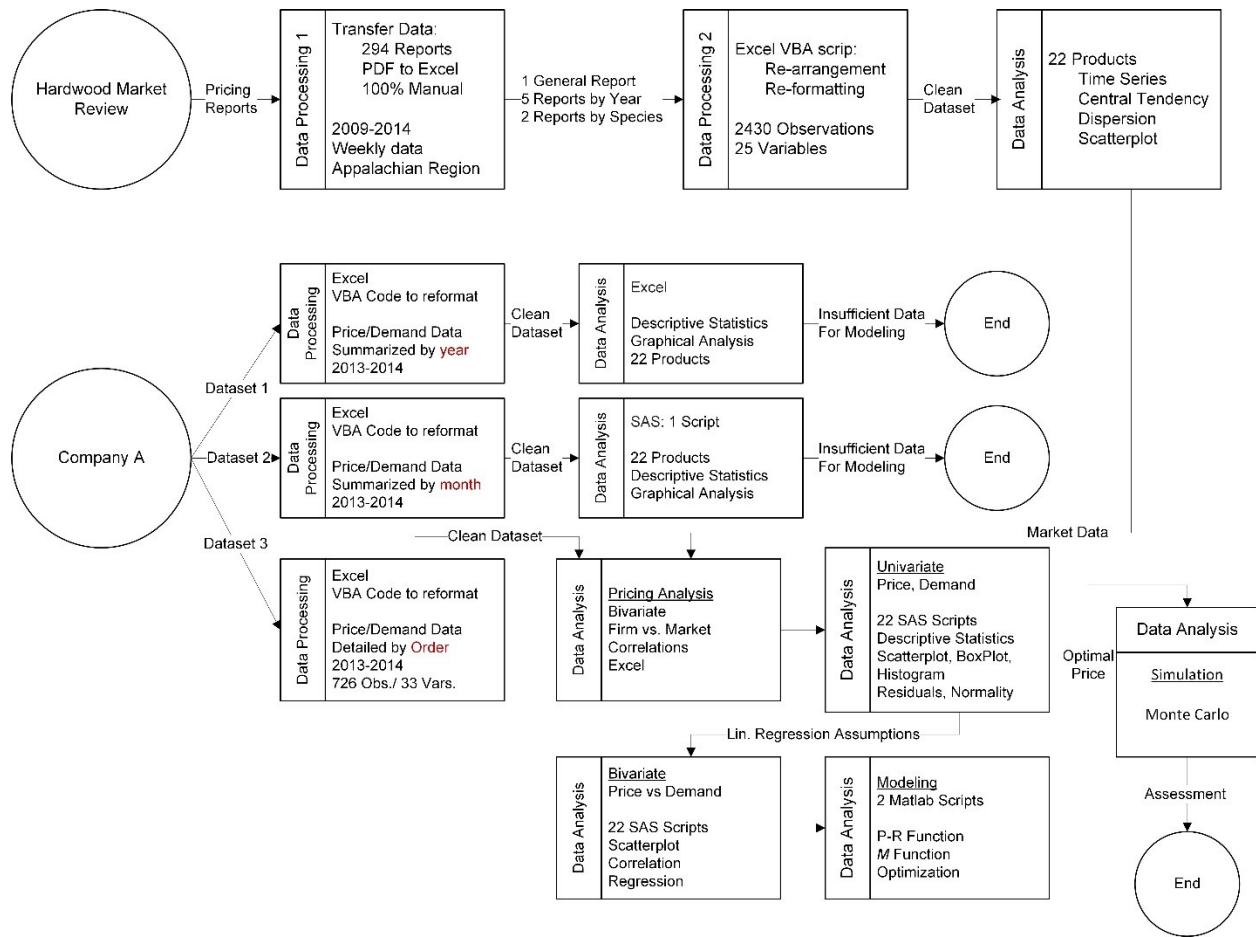 Hardwood Market
Review
Pricing
Reports
Data Processing 1
Transfer Data:
294 Reports
PDF to Excel
100% Manual
2009-2014
Weekly data
Appalachian Region
1 General Report
5 Reports by Year
2 Reports by Species
Data Processing 2
Excel VBA scrip:
Re-arrangement
Re-formatting
2430 Observations
25 Variables
Clean
Dataset
Data Analysis
22 Products
Time Series
Central Tendency
Dispersion
Scatterplot
Company A
Dataset 1
Data
Processing
Excel
VBA Code to reformat
Price/Demand Data
Summarized by year
2013-2014
Clean
Dataset
Data Analysis
Excel
Descriptive Statistics
Graphical Analysis
22 Products
Insufficient Data
For Modeling
End
Dataset 2
Data
Processing
Excel
VBA Code to reformat
Price/Demand Data
Summarized by month
2013-2014
Clean
Dataset
Data Analysis
SAS: 1 Script
22 Products
Descriptive Statistics
Graphical Analysis
Insufficient Data
For Modeling
End
Dataset 3
Data Processing
Excel
VBA Code to reformat
Price/Demand Data
Detailed by Order
2013-2014
726 Obs./ 33 Vars.
Clean Dataset
Data Analysis
Pricing Analysis
Bivariate
Firm vs. Market
Correlations
Excel
Market Data
Data Analysis
Univariate
Price, Demand
22 SAS Scripts
Descriptive Statistics
Scatterplot, BoxPlot,
Histogram
Residuals, Normality
Optimal
Price
Data Analysis
Simulation
Monte Carlo
Lin. Regression Assumptions
Data Analysis
Bivariate
Price vs Demand
22 SAS Scripts
Scatterplot
Correlation
Regression
Data Analysis
Modeling
2 Matlab Scripts
P-R Function
M Function
Optimization
Assessment
End